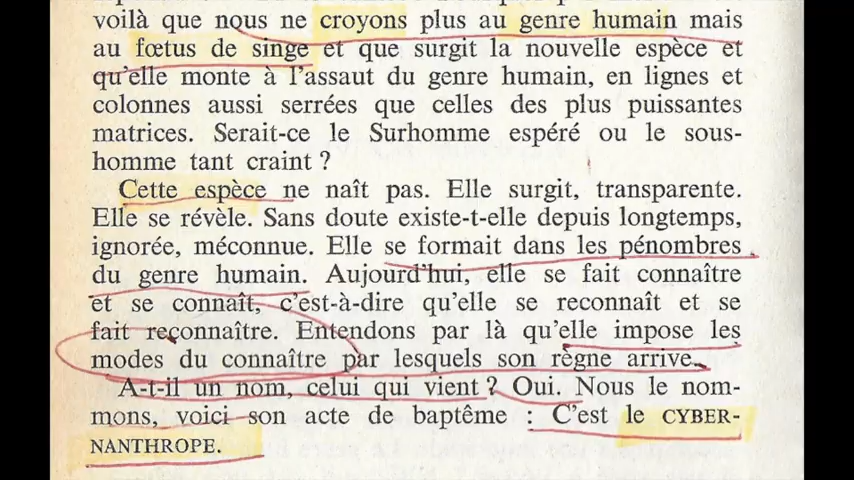 voilà que nous ne croyons plus au genre humain mais
au fœtus de singe et que surgit la nouvelle espèce et
qu'elle monte à l'assaut du genre humain, en lignes et
colonnes aussi serrées que celles des plus puissantes
matrices. Serait-ce le Surhomme espéré ou le sous-
homme tant craint ?
Cette espèce ne naît pas. Elle surgit, transparente.
Elle se révèle. Sans doute existe-t-elle depuis longtemps,
ignorée, méconnue. Elle se formait dans les pénombres
du genre humain. Aujourd'hui, elle se fait connaître
et se connaît, c'est-à-dire qu'elle se reconnaît et se
fait reconnaître. Entendons par là qu'elle impose les
modes du connaître par lesquels son règne arrive.
A-t-il un nom, celui qui vient ? Oui. Nous le nom-
mons, voici son acte de baptême : C'est le CYBER-
NANTHROPE.